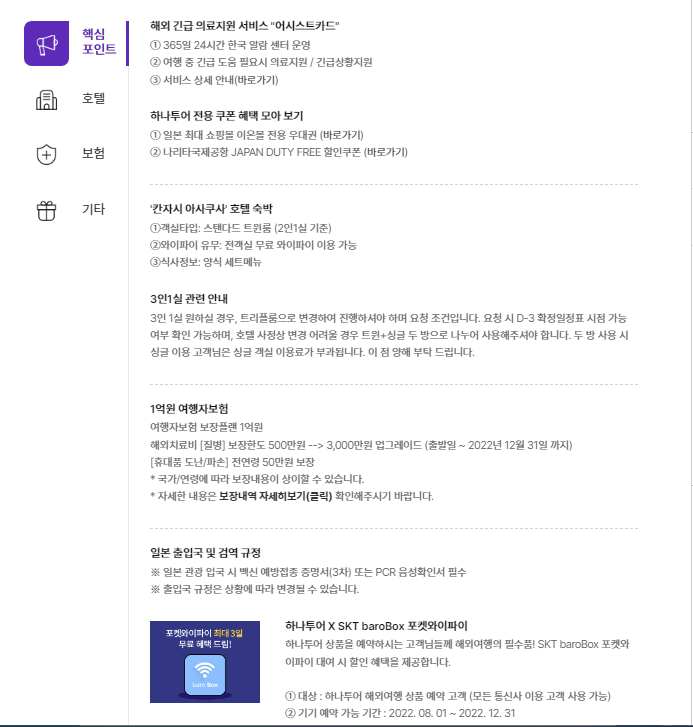 핵심
포인트
호텔
보험
기타
해외 긴급 의료지원 서비스 "어시스트카드"
① 365일 24시간 한국 알람 센터 운영
② 여행 중 긴급 도움 필요시 의료지원 / 긴급상황지원
③ 서비스 상세 안내(바로가기)
하나투어 전용 쿠폰 혜택 모아 보기
① 일본 최대 쇼핑몰 이온몰 전용 우대권 (바로가기)
② 나리타국제공항 JAPAN DUTY FREE 할인쿠폰 (바로가기)
'칸자시 아사쿠사' 호텔 숙박
①객실타입: 스탠다드 트윈룸 (2인1실 기준)
②와이파이 유무: 전객실 무료 와이파이 이용 가능
③식사정보: 양식 세트메뉴
3인1실 관련 안내
3인 1실 원하실 경우, 트리플룸으로 변경하여 진행하셔야 하며 요청 조건입니다. 요청 시 D-3 확정일정표 시점 가능
여부 확인 가능하며, 호텔 사정상 변경 어려울 경우 트윈+싱글 두 방으로 나누어 사용해주셔야 합니다. 두 방 사용 시
싱글 이용 고객님은 싱글 객실 이용료가 부과됩니다. 이 점 양해 부탁 드립니다.
1억원 여행자보험
여행자보험 보장플랜 1억원
해외치료비 [질병] 보장한도 500만원 --> 3,000만원 업그레이드 (출발일 ~ 2022년 12월 31일 까지)
[휴대품 도난/파손] 전연령 50만원 보장
* 국가/연령에 따라 보장내용이 상이할 수 있습니다.
* 자세한 내용은 보장내역 자세히보기(클릭) 확인해주시기 바랍니다.
일본 출입국 및 검역 규정
※ 일본 관광 입국 시 백신 예방접종 증명서(3차) 또는 PCR 음성확인서 필수
※ 출입국 규정은 상황에 따라 변경될 수 있습니다.
포켓와이파이 최대 3일
무료 혜택 드림!
baro Box
하나투어 X SKT baroBox 포켓와이파이
하나투어 상품을 예약하시는 고객님들께 해외여행의 필수품! SKT baroBox 포켓와
이파이 대여 시 할인 혜택을 제공합니다.
① 대상 : 하나투어 해외여행 상품 예약 고객 (모든 통신사 이용 고객 사용 가능)
② 기기 예약 가능 기간 : 2022. 08. 01 ~ 2022. 12. 31